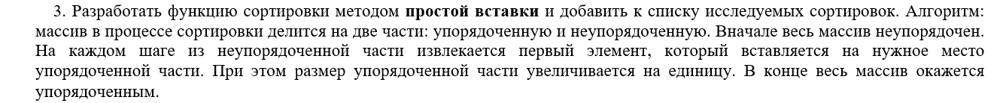 3. Разработать функцию сортировки методом простой вставки и добавить к списку исследуемых сортировок. Алгоритм:
массив в процессе сортировки делится на две части: упорядоченную и неупорядоченную. Вначале весь массив неупорядочен.
На каждом шаге из неупорядоченной части извлекается первый элемент, который вставляется на нужное место
упорядоченной части. При этом размер упорядоченной части увеличивается на единицу. В конце весь массив окажется
упорядоченным.